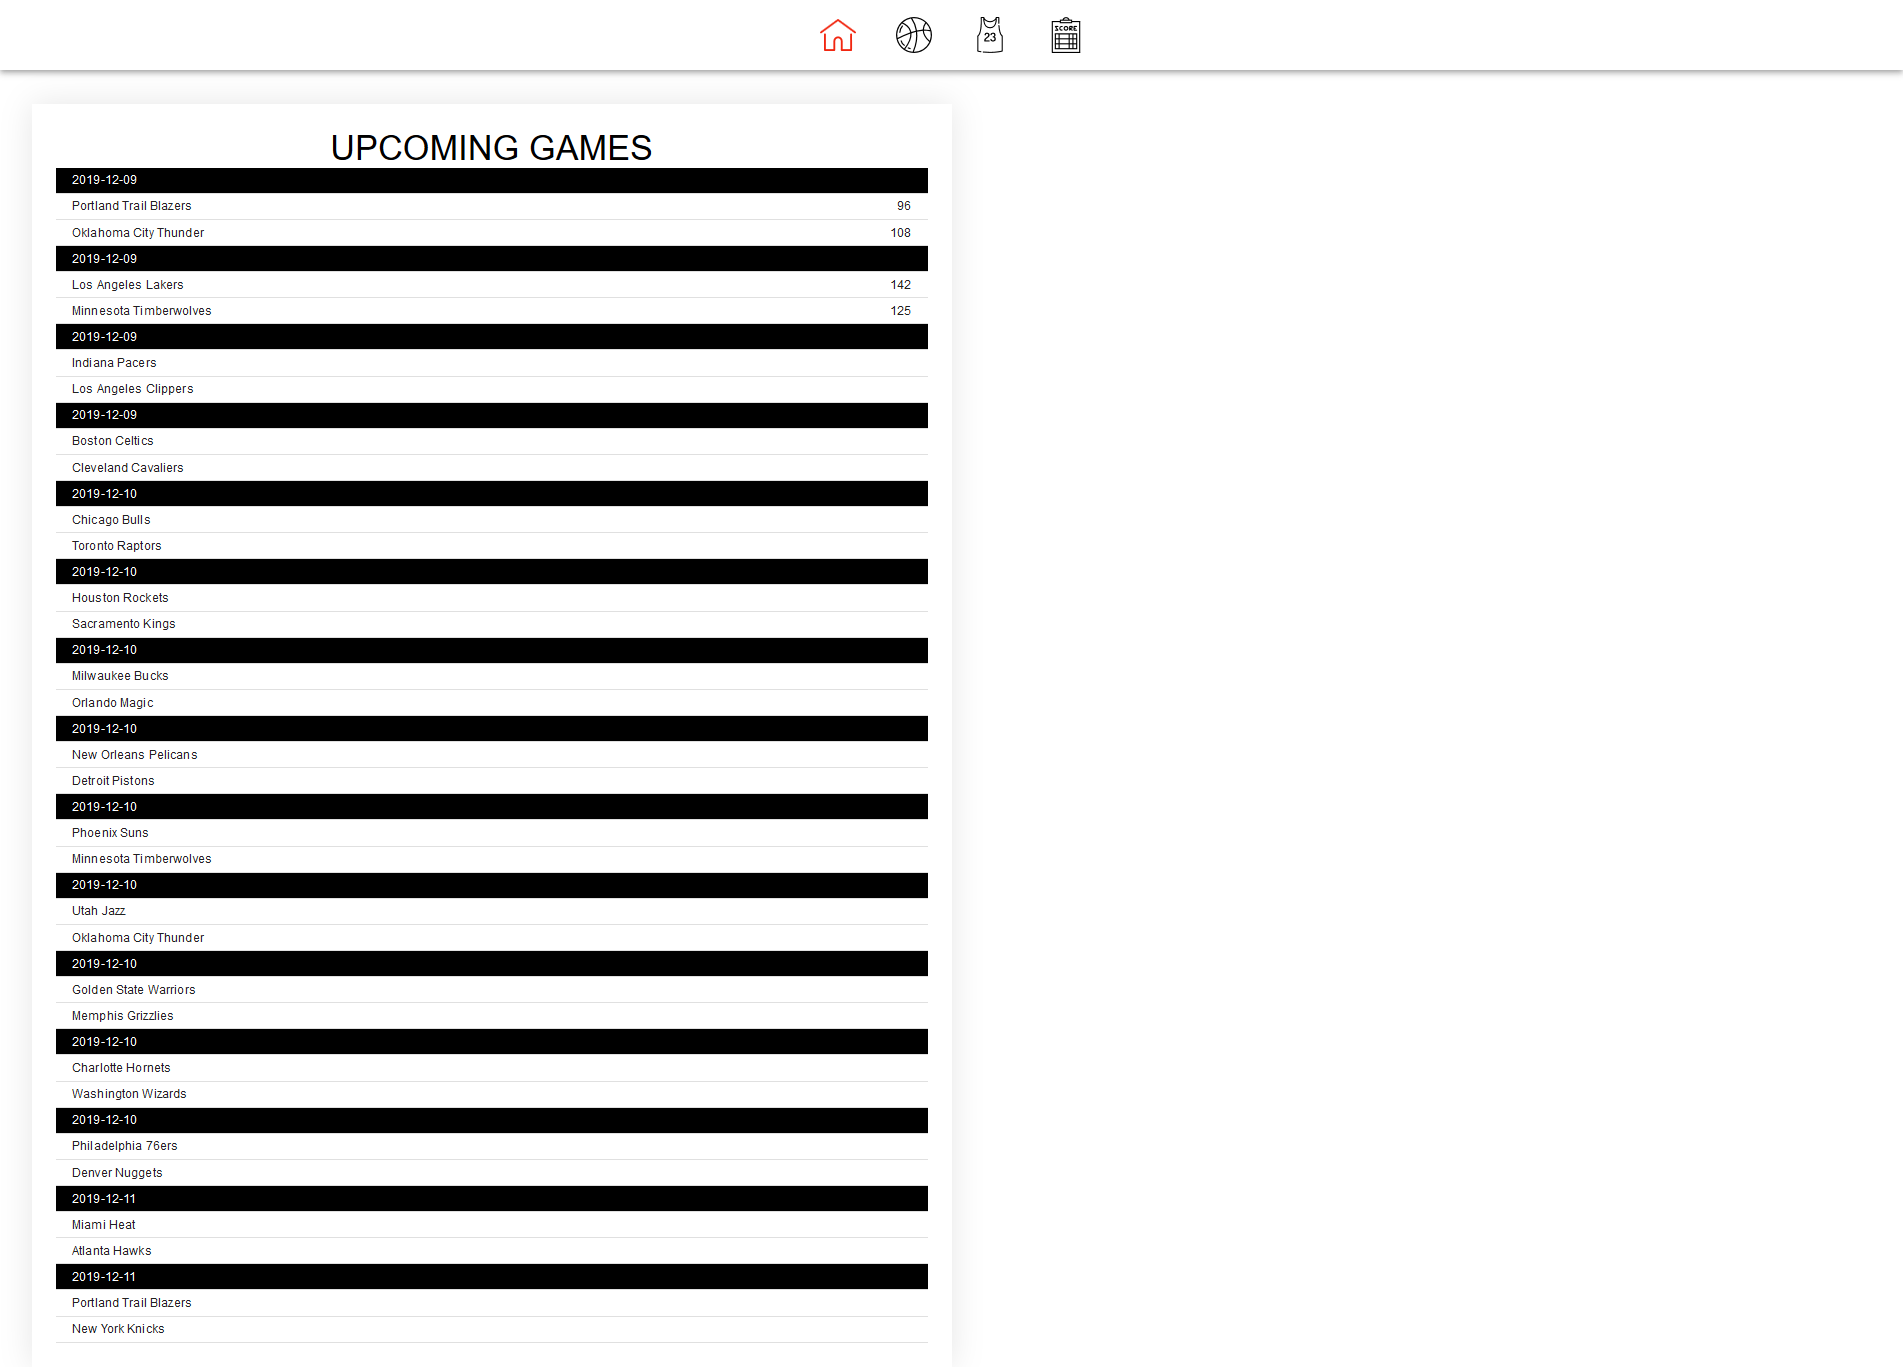 23
SCORE
UPCOMING GAMES
2019-12-09
Portland Trail Blazers 96
Oklahoma City Thunder 108
2019-12-09
Los Angeles Lakers 142
Minnesota Timberwolves 125
2019-12-09
Indiana Pacers
Los Angeles Clippers
2019-12-09
Boston Celtics
Cleveland Cavaliers
2019-12-10
Chicago Bulls
Toronto Raptors
2019-12-10
Houston Rockets
Sacramento Kings
2019-12-10
Milwaukee Bucks
Orlando Magic
2019-12-10
New Orleans Pelicans
Detroit Pistons
2019-12-10
Phoenix Suns
Minnesota Timberwolves
2019-12-10
Utah Jazz
Oklahoma City Thunder
2019-12-10
Golden State Warriors
Memphis Grizzlies
2019-12-10
Charlotte Hornets
Washington Wizards
2019-12-10
Philadelphia 76ers
Denver Nuggets
2019-12-11
Miami Heat
Atlanta Hawks
2019-12-11
Portland Trail Blazers
New York Knicks